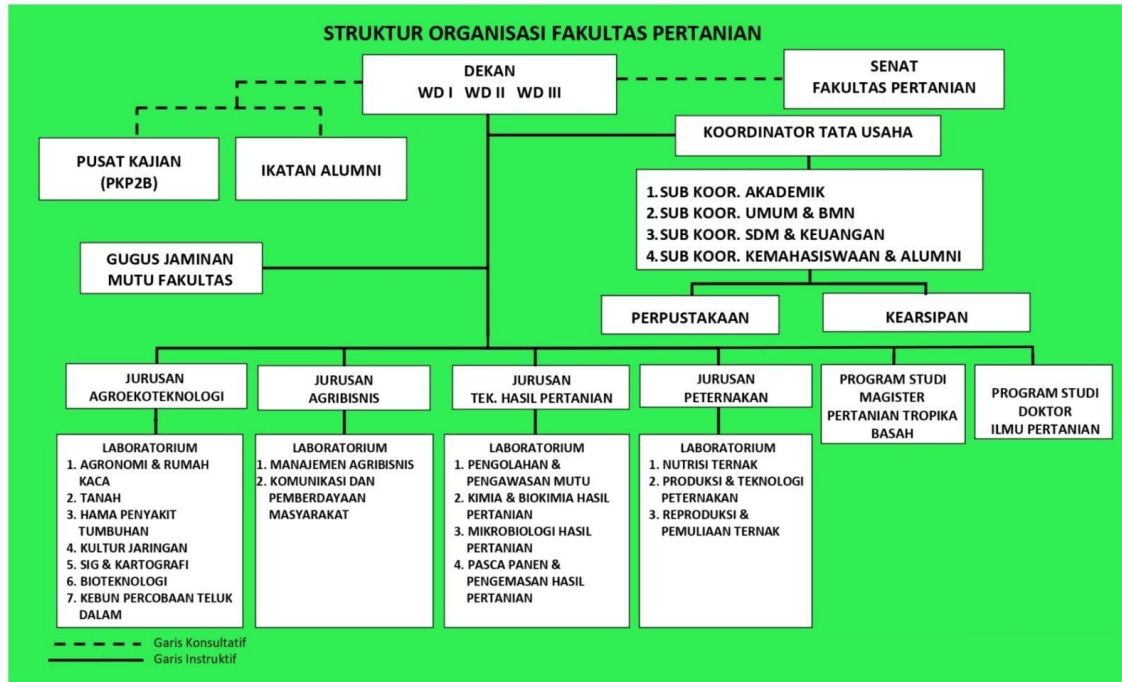 STRUKTUR ORGANISASI FAKULTAS PERTANIAN
DEKAN
WD I WD II WD III
SENAT
FAKULTAS PERTANIAN
KOORDINATOR TATA USAHA
PUSAT KAJIAN
(PKP2B)
IKATAN ALUMNI
1.SUB KOOR. AKADEMIK
2.SUB KOOR. UMUM & BMN
3.SUB KOOR. SDM & KEUANGAN
4.SUB KOOR. KEMAHASISWAAN & ALUMNI
GUGUS JAMINAN
MUTU FAKULTAS
PERPUSTAKAAN
KEARSIPAN
JURUSAN
AGROEKOTEKNOLOGI
JURUSAN
AGRIBISNIS
JURUSAN
TEK. HASIL PERTANIAN
JURUSAN
PETERNAKAN
PROGRAM STUDI
MAGISTER
PERTANIAN TROPIKA
BASAH
PROGRAM STUDI
DOKTOR
ILMU PERTANIAN
LABORATORIUM
1. AGRONOMI & RUMAH
KACA
2. TANAH
3. HAMA PENYAKIT
TUMBUHAN
4. KULTUR JARINGAN
5. SIG & KARTOGRAFI
6. BIOTEKNOLOGI
7. KEBUN PERCOBAAN TELUK
DALAM
LABORATORIUM
1. MANAJEMEN AGRIBISNIS
2. KOMUNIKASI DAN
PEMBERDAYAAN
MASYARAKAT
LABORATORIUM
1. PENGOLAHAN &
PENGAWASAN MUTU
2. KIMIA & BIOKIMIA HASIL
PERTANIAN
3. MIKROBIOLOGI HASIL
PERTANIAN
4. PASCA PANEN &
PENGEMASAN HASIL
PERTANIAN
LABORATORIUM
1. NUTRISI TERNAK
2. PRODUKSI & TEKNOLOGI
PETERNAKAN
3. REPRODUKSI &
PEMULIAAN TERNAK
Garis Konsultatif
Garis Instruktif